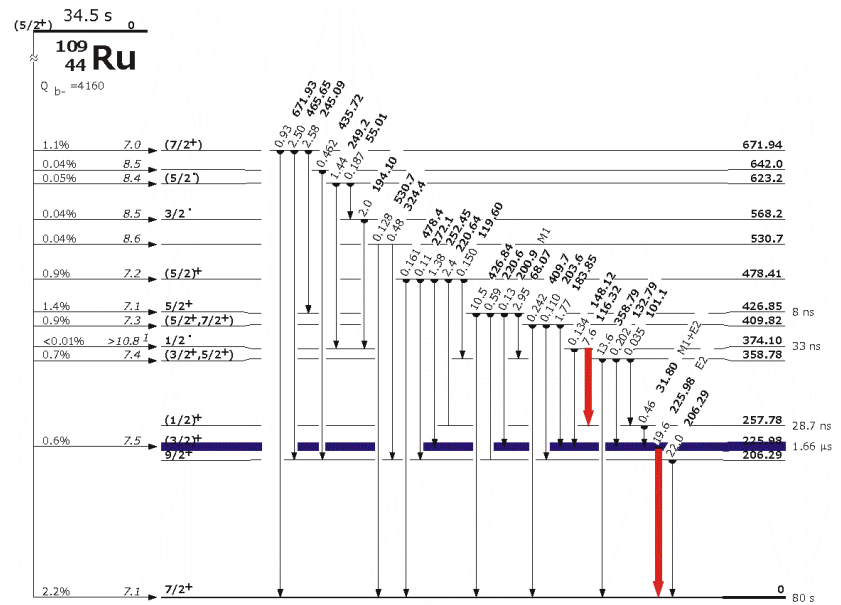 (5/2+) 34.5 s 0
109
44 Ru
Q b- =4160
0.93 671.93
2.50 465.65
2.58 245.09
0.462 435.72
1.44 249.2
0.187 55.01
2.0 194.10
0.128 530.7
0.48 324.4
0.161 478.4
0.11 272.1
1.38 252.45
2.4 220.64
0.150 119.60
10.5 426.84
0.59 220.6
0.13 200.9
2.95 68.07 M1
0.242 409.7
0.110 203.6
1.77 183.85
0.134 148.12
7.6 116.32
13.6 358.79
0.202 132.79
0.035 101.1
0.46 31.80 M1+E2
19.6 225.98 E2
22.0 206.29
1.1% 7.0 (7/2+) 671.94
0.04% 8.5 642.0
0.05% 8.4 (5/2-) 623.2
0.04% 8.5 3/2- 568.2
0.04% 8.6 530.7
0.9% 7.2 (5/2)+ 478.41
1.4% 7.1 5/2+ 426.85 8 ns
0.9% 7.3 (5/2+,7/2+) 409.82
<0.01% >10.8 I 1/2- 374.10 33 ns
0.7% 7.4 (3/2+,5/2+) 358.78
(1/2)+ 257.78 28.7 ns
0.6% 7.5 (3/2)+ 225.98 1.66 µs
9/2+ 206.29
2.2% 7.1 7/2+ 0 80 s